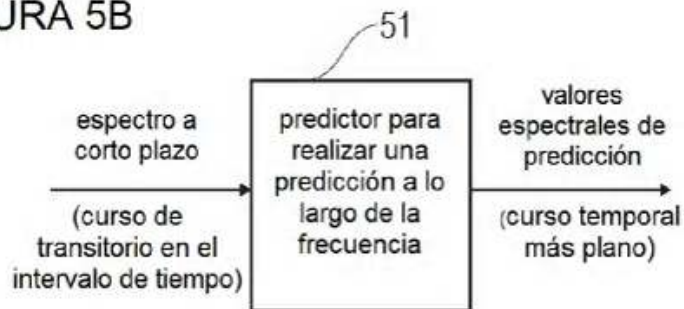 URA 5B
51
espectro a
corto plazo
(curso de
transitorio en el
intervalo de tiempo)
predictor para
realizar una
predicción a lo
largo de la
frecuencia
valores
espectrales de
predicción
(curso temporal
más plano)